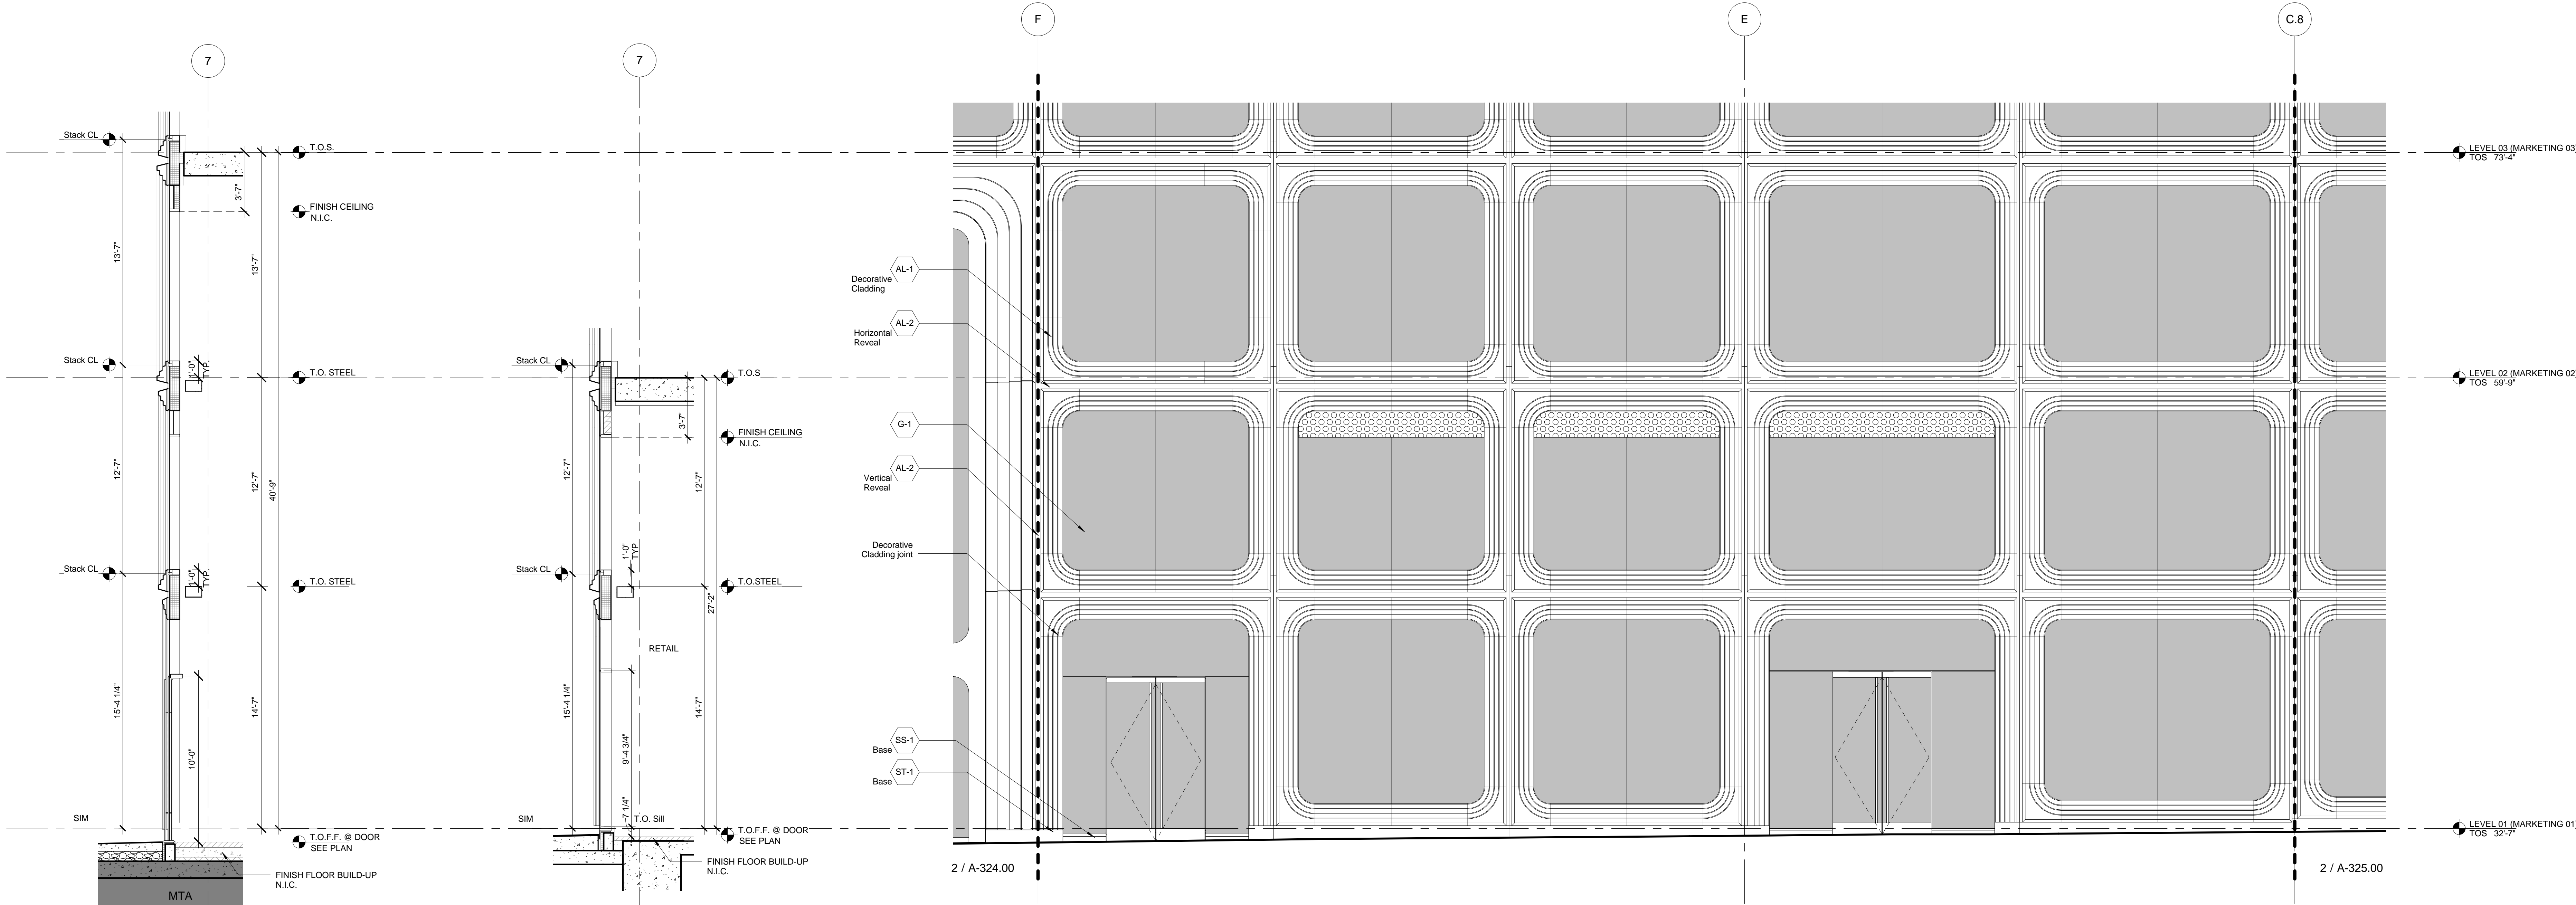 7
Stack CL
T.O.S.
3'-7"
FINISH CEILING
N.I.C.
13'-7"
13'-7"
Stack CL
1'-0"
TYP
T.O. STEEL
12'-7"
12'-7"
40'-9"
Stack CL
1'-0"
TYP
T.O. STEEL
15'-4 1/4"
14'-7"
10'-0"
SIM
T.O.F.F. @ DOOR
SEE PLAN
FINISH FLOOR BUILD-UP
N.I.C.
MTA
7
Stack CL
T.O.S
3'-7"
FINISH CEILING
N.I.C.
12'-7"
12'-7"
1'-0"
TYP
Stack CL
T.O.STEEL
27'-2"
RETAIL
15'-4 1/4"
14'-7"
9'-4 3/4"
7 1/4"
SIM
T.O. Sill
T.O.F.F. @ DOOR
SEE PLAN
FINISH FLOOR BUILD-UP
N.I.C.
F
E
C.8
AL-1
Decorative
Cladding
AL-2
Horizontal
Reveal
G-1
AL-2
Vertical
Reveal
Decorative
Cladding joint
SS-1
Base
ST-1
Base
LEVEL 03 (MARKETING 03)
TOS 73'-4"
LEVEL 02 (MARKETING 02)
TOS 59'-9"
LEVEL 01 (MARKETING 01)
TOS 32'-7"
2 / A-324.00
2 / A-325.00